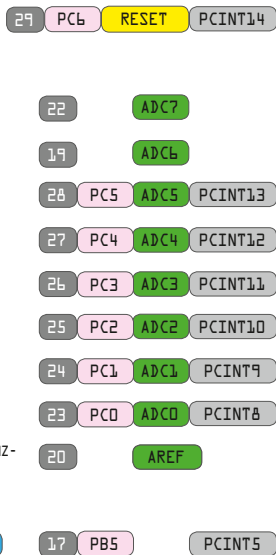 29 PC6 RESET PCINT14
22 ADC7
19 ADC6
28 PC5 ADC5 PCINT13
27 PC4 ADC4 PCINT12
26 PC3 ADC3 PCINT11
25 PC2 ADC2 PCINT10
24 PC1 ADC1 PCINT9
23 PC0 ADC0 PCINT8
20 AREF
17 PB5 PCINT5